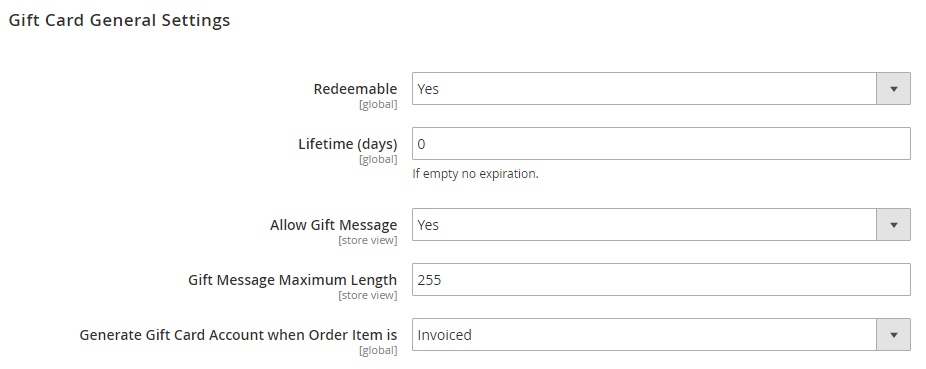 Gift Card General Settings
Redeemable Yes
[global]
Lifetime (days) 0
[global]
If empty no expiration.
Allow Gift Message Yes
[store view]
Gift Message Maximum Length 255
[store view]
Generate Gift Card Account when Order Item is Invoiced
[global]